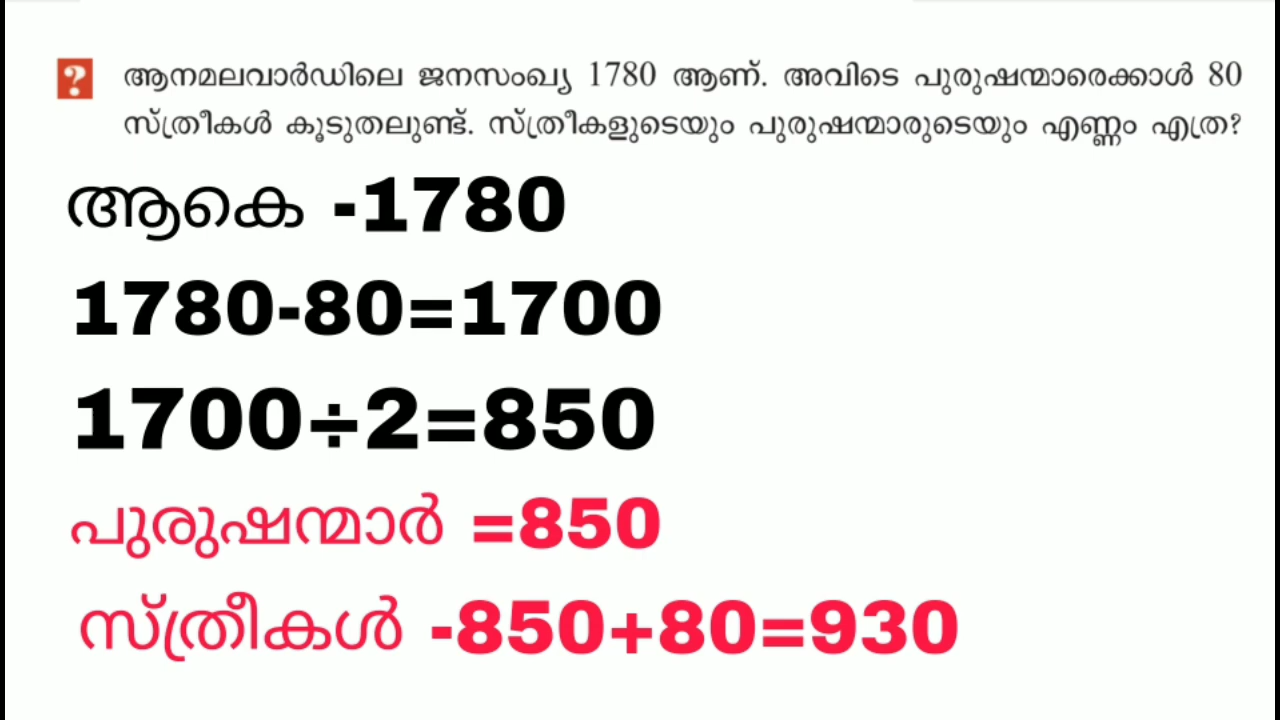 ? ആനമലവാർഡിലെ ജനസംഖ്യ 1780 ആണ്. അവിടെ പുരുഷന്മാരെക്കാൾ 80
സ്ത്രീകൾ കൂടുതലുണ്ട്. സ്ത്രീകളുടെയും പുരുഷന്മാരുടെയും എണ്ണം എത്ര?
ആകെ -1780
1780-80=1700
1700÷2=850
പുരുഷന്മാർ =850
സ്ത്രീകൾ -850+80=930